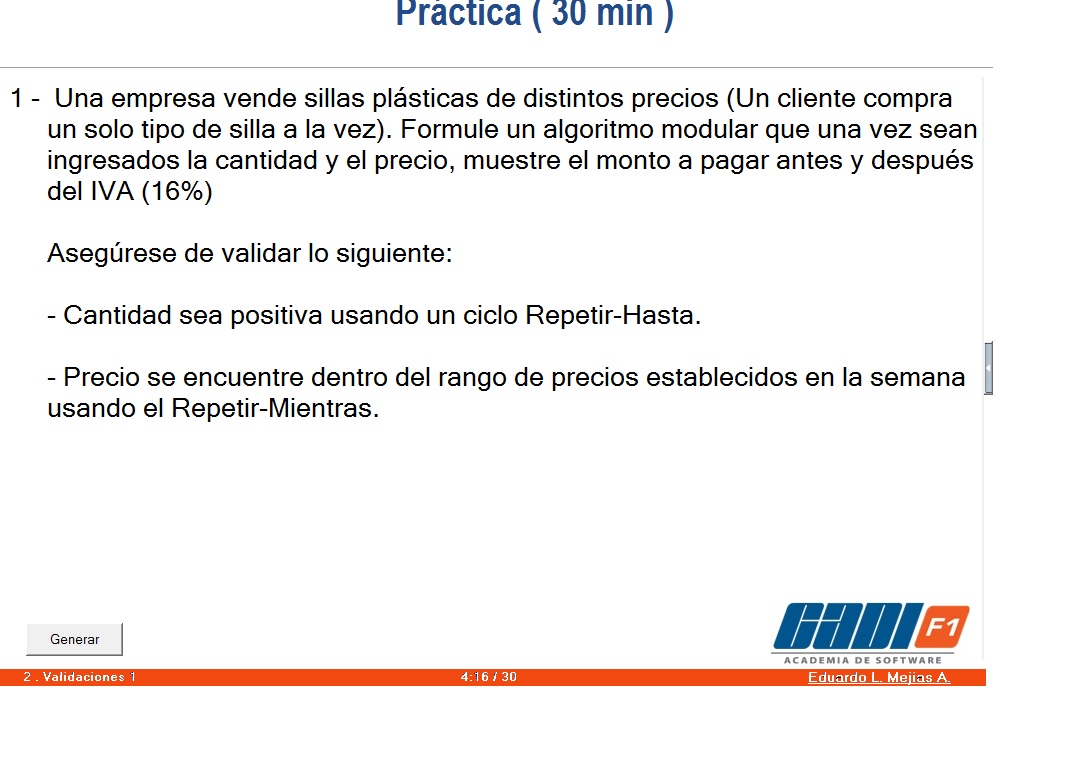 Práctica ( 30 min )
1 - Una empresa vende sillas plásticas de distintos precios (Un cliente compra
un solo tipo de silla a la vez). Formule un algoritmo modular que una vez sean
ingresados la cantidad y el precio, muestre el monto a pagar antes y después
del IVA (16%)
Asegúrese de validar lo siguiente:
- Cantidad sea positiva usando un ciclo Repetir-Hasta.
- Precio se encuentre dentro del rango de precios establecidos en la semana
usando el Repetir-Mientras.
Generar
CADI F1
ACADEMIA DE SOFTWARE
2 . Validaciones 1
4:16 / 30
Eduardo L. Mejias A.